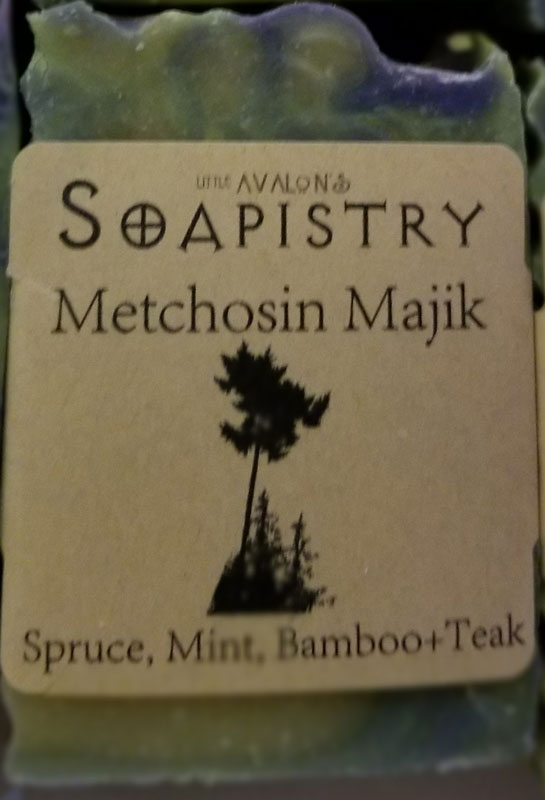 LITTLE AVALON'S
SOAPISTRY
Metchosin Majik
Spruce, Mint, Bamboo+Teak